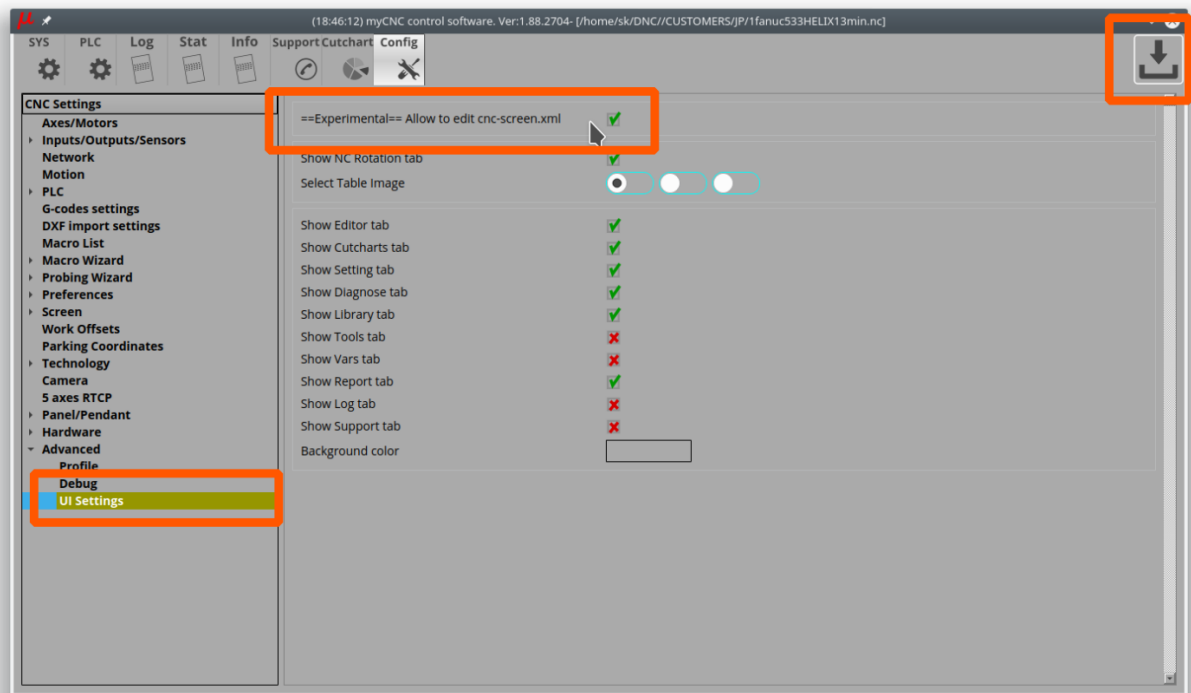 (18:46:12) myCNC control software. Ver:1.88.2704- [/home/sk/DNC//CUSTOMERS/JP/1fanuc533HELIX13min.nc]
SYS PLC Log Stat Info Support Cutchart Config
CNC Settings
Axes/Motors
Inputs/Outputs/Sensors
Network
Motion
PLC
G-codes settings
DXF import settings
Macro List
Macro Wizard
Probing Wizard
Preferences
Screen
Work Offsets
Parking Coordinates
Technology
Camera
5 axes RTCP
Panel/Pendant
Hardware
Advanced
Profile
Debug
UI Settings
==Experimental== Allow to edit cnc-screen.xml
Show NC Rotation tab
Select Table Image
Show Editor tab
Show Cutcharts tab
Show Setting tab
Show Diagnose tab
Show Library tab
Show Tools tab
Show Vars tab
Show Report tab
Show Log tab
Show Support tab
Background color